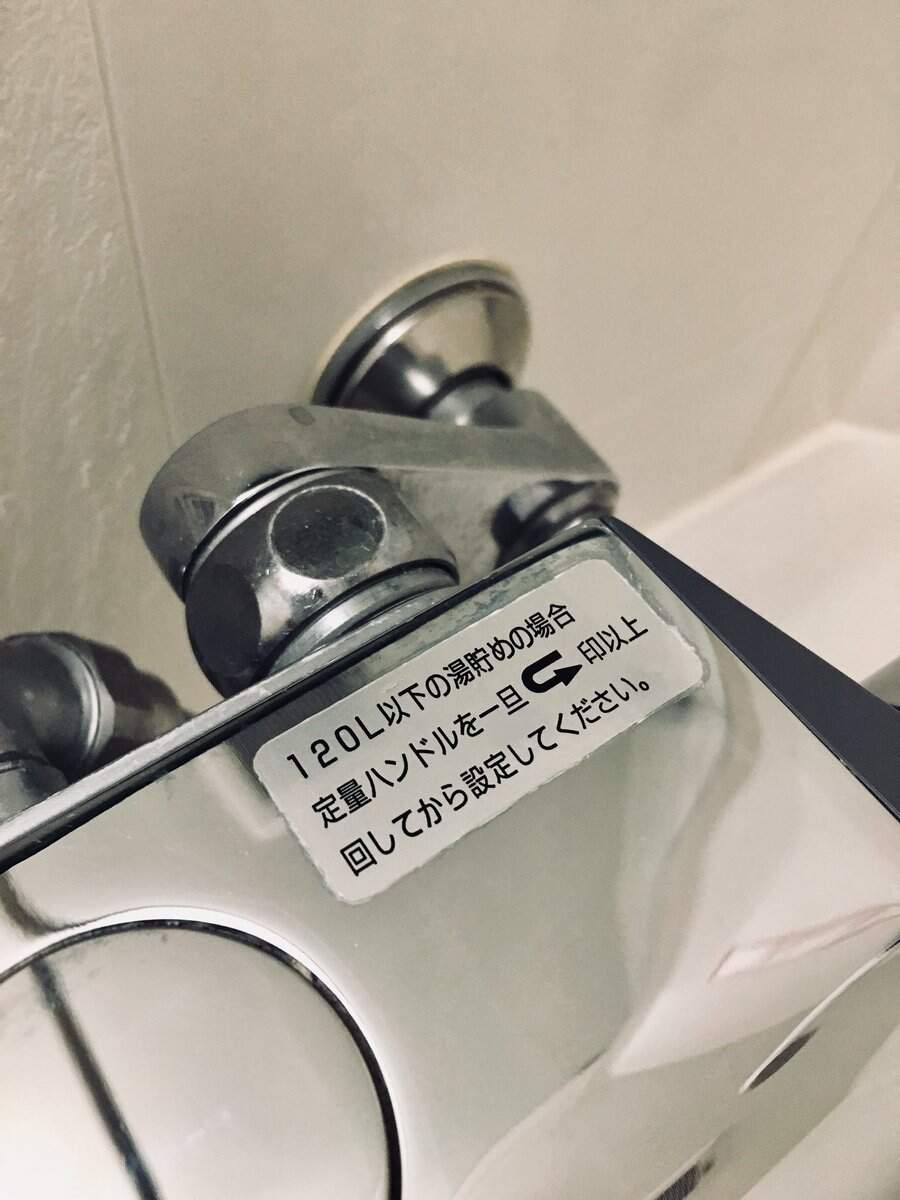 120L以下の湯貯めの場合
定量ハンドルを一旦⮌印以上
回してから設定してください。